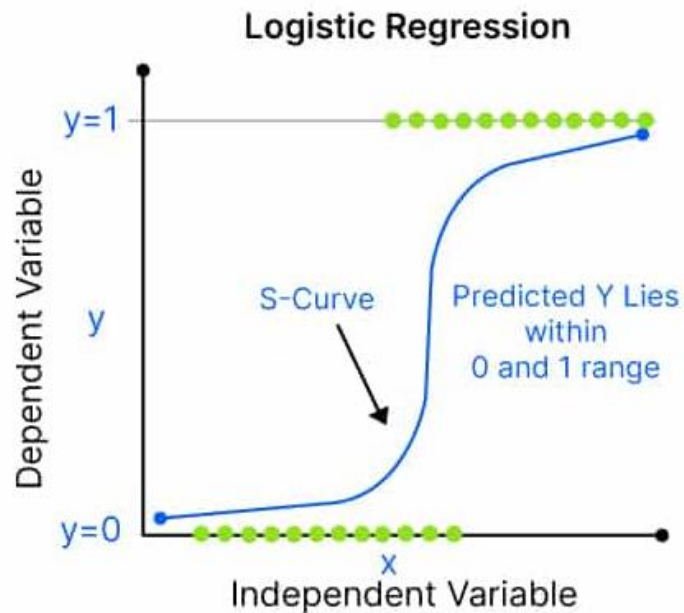 Logistic Regression
y=1
Dependent Variable
y
S-Curve
Predicted Y Lies
within
0 and 1 range
y=0
x
Independent Variable